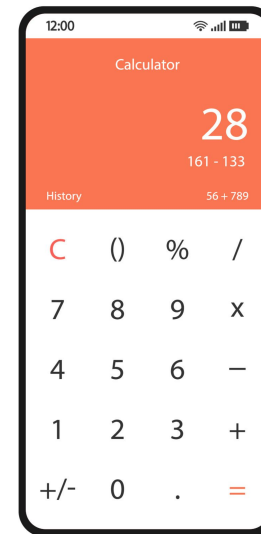 12:00
Calculator
28
161 - 133
History 56 + 789
C () % /
7 8 9 x
4 5 6 –
1 2 3 +
+/- 0 . =